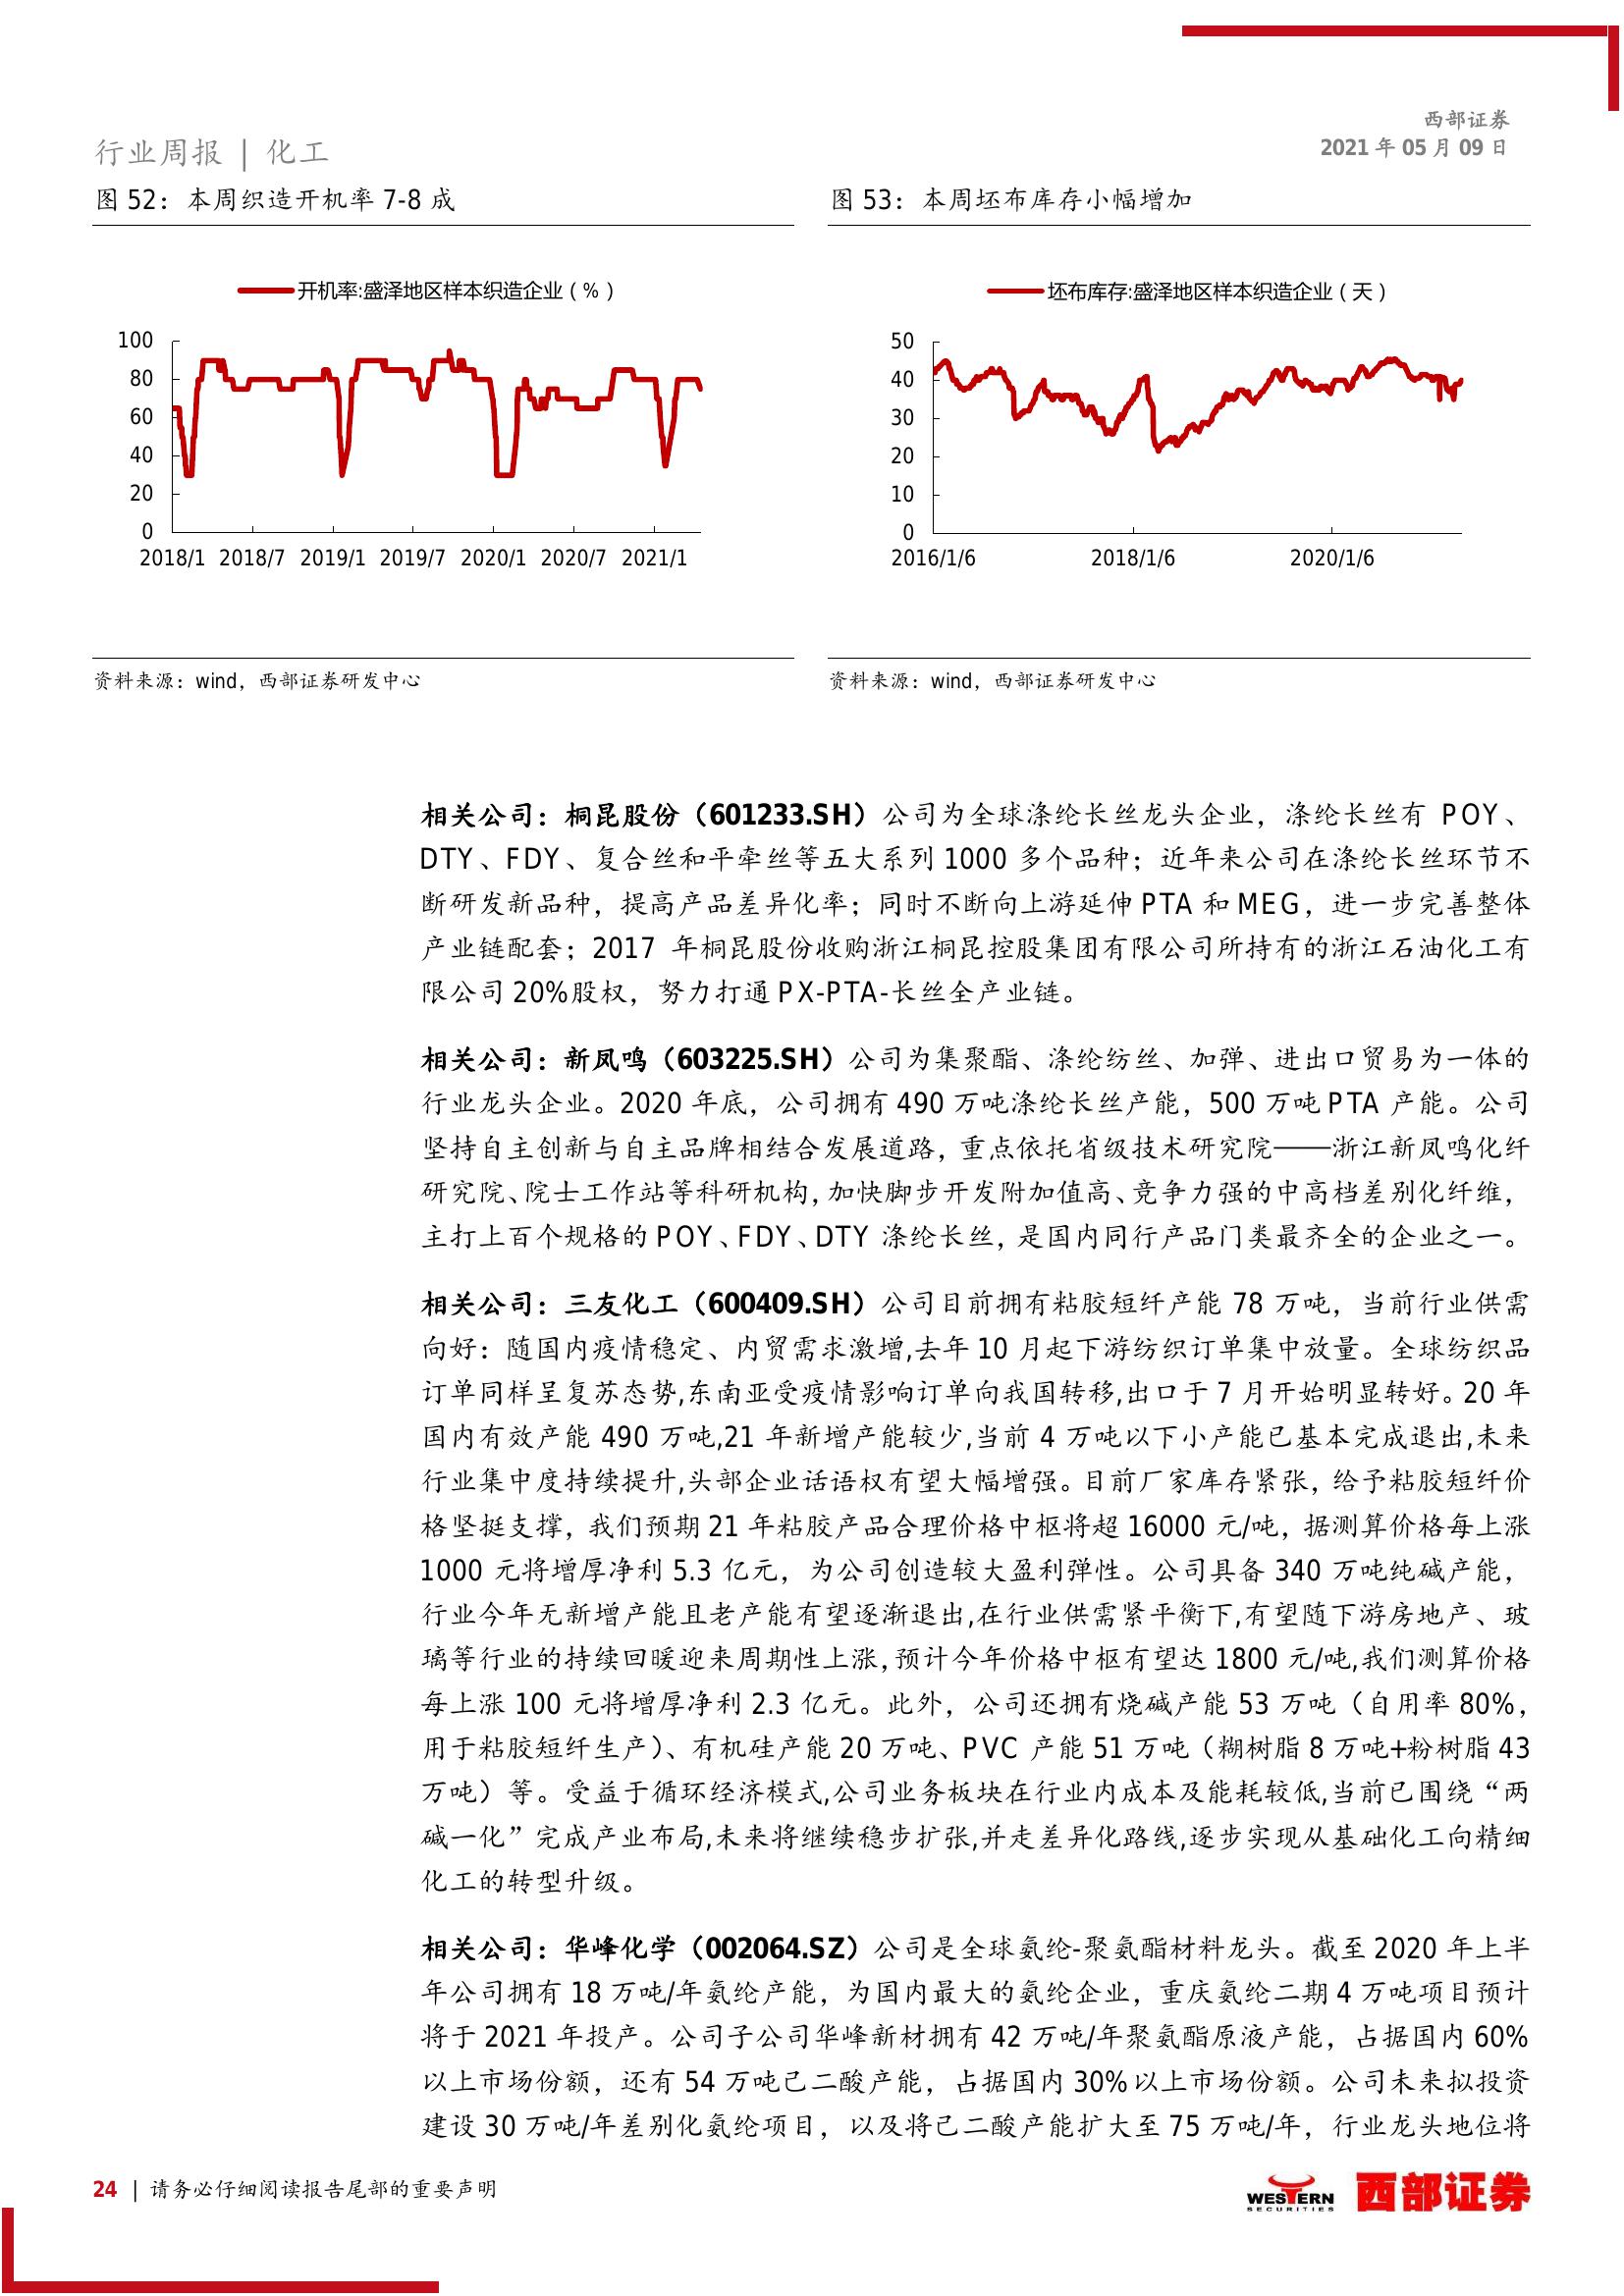 西部证券
2021 年 05 月 09 日
行业周报 | 化工
图 52：本周织造开机率 7-8 成
图 53：本周坯布库存小幅增加
开机率:盛泽地区样本织造企业（%）
100
80
60
40
20
0
2018/1 2018/7 2019/1 2019/7 2020/1 2020/7 2021/1
坯布库存:盛泽地区样本织造企业（天）
50
40
30
20
10
0
2016/1/6 2018/1/6 2020/1/6
资料来源：wind，西部证券研发中心
资料来源：wind，西部证券研发中心
相关公司：桐昆股份（601233.SH）公司为全球涤纶长丝龙头企业，涤纶长丝有 POY、
DTY、FDY、复合丝和平牵丝等五大系列 1000 多个品种；近年来公司在涤纶长丝环节不
断研发新品种，提高产品差异化率；同时不断向上游延伸 PTA 和 MEG，进一步完善整体
产业链配套；2017 年桐昆股份收购浙江桐昆控股集团有限公司所持有的浙江石油化工有
限公司 20%股权，努力打通 PX-PTA-长丝全产业链。
相关公司：新凤鸣（603225.SH）公司为集聚酯、涤纶纺丝、加弹、进出口贸易为一体的
行业龙头企业。2020 年底，公司拥有 490 万吨涤纶长丝产能，500 万吨 PTA 产能。公司
坚持自主创新与自主品牌相结合发展道路，重点依托省级技术研究院——浙江新凤鸣化纤
研究院、院士工作站等科研机构，加快脚步开发附加值高、竞争力强的中高档差别化纤维，
主打上百个规格的 POY、FDY、DTY 涤纶长丝，是国内同行产品门类最齐全的企业之一。
相关公司：三友化工（600409.SH）公司目前拥有粘胶短纤产能 78 万吨，当前行业供需
向好：随国内疫情稳定、内贸需求激增,去年 10 月起下游纺织订单集中放量。全球纺织品
订单同样呈复苏态势,东南亚受疫情影响订单向我国转移,出口于 7 月开始明显转好。20 年
国内有效产能 490 万吨,21 年新增产能较少,当前 4 万吨以下小产能已基本完成退出,未来
行业集中度持续提升,头部企业话语权有望大幅增强。目前厂家库存紧张，给予粘胶短纤价
格坚挺支撑，我们预期 21 年粘胶产品合理价格中枢将超 16000 元/吨，据测算价格每上涨
1000 元将增厚净利 5.3 亿元，为公司创造较大盈利弹性。公司具备 340 万吨纯碱产能，
行业今年无新增产能且老产能有望逐渐退出,在行业供需紧平衡下,有望随下游房地产、玻
璃等行业的持续回暖迎来周期性上涨,预计今年价格中枢有望达 1800 元/吨,我们测算价格
每上涨 100 元将增厚净利 2.3 亿元。此外，公司还拥有烧碱产能 53 万吨（自用率 80%，
用于粘胶短纤生产）、有机硅产能 20 万吨、PVC 产能 51 万吨（糊树脂 8 万吨+粉树脂 43
万吨）等。受益于循环经济模式,公司业务板块在行业内成本及能耗较低,当前已围绕“两
碱一化”完成产业布局,未来将继续稳步扩张,并走差异化路线,逐步实现从基础化工向精细
化工的转型升级。
相关公司：华峰化学（002064.SZ）公司是全球氨纶-聚氨酯材料龙头。截至 2020 年上半
年公司拥有 18 万吨/年氨纶产能，为国内最大的氨纶企业，重庆氨纶二期 4 万吨项目预计
将于 2021 年投产。公司子公司华峰新材拥有 42 万吨/年聚氨酯原液产能，占据国内 60%
以上市场份额，还有 54 万吨己二酸产能，占据国内 30%以上市场份额。公司未来拟投资
建设 30 万吨/年差别化氨纶项目，以及将己二酸产能扩大至 75 万吨/年，行业龙头地位将
24 | 请务必仔细阅读报告尾部的重要声明
WESTERN
SECURITIES
西部证券